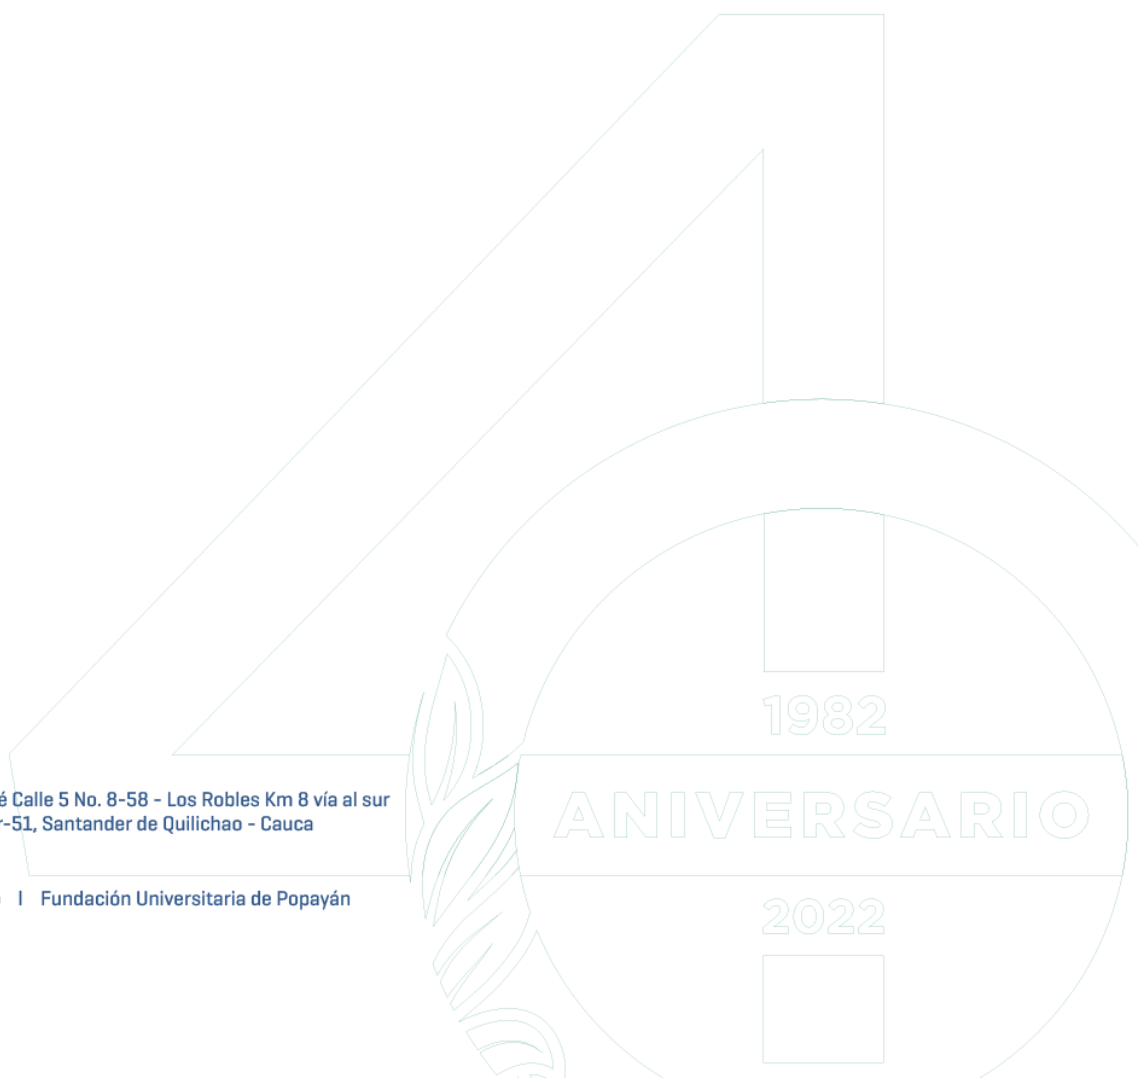 1982
é Calle 5 No. 8-58 - Los Robles Km 8 vía al sur
-51, Santander de Quilichao - Cauca
ANIVERSARIO
| Fundación Universitaria de Popayán
2022